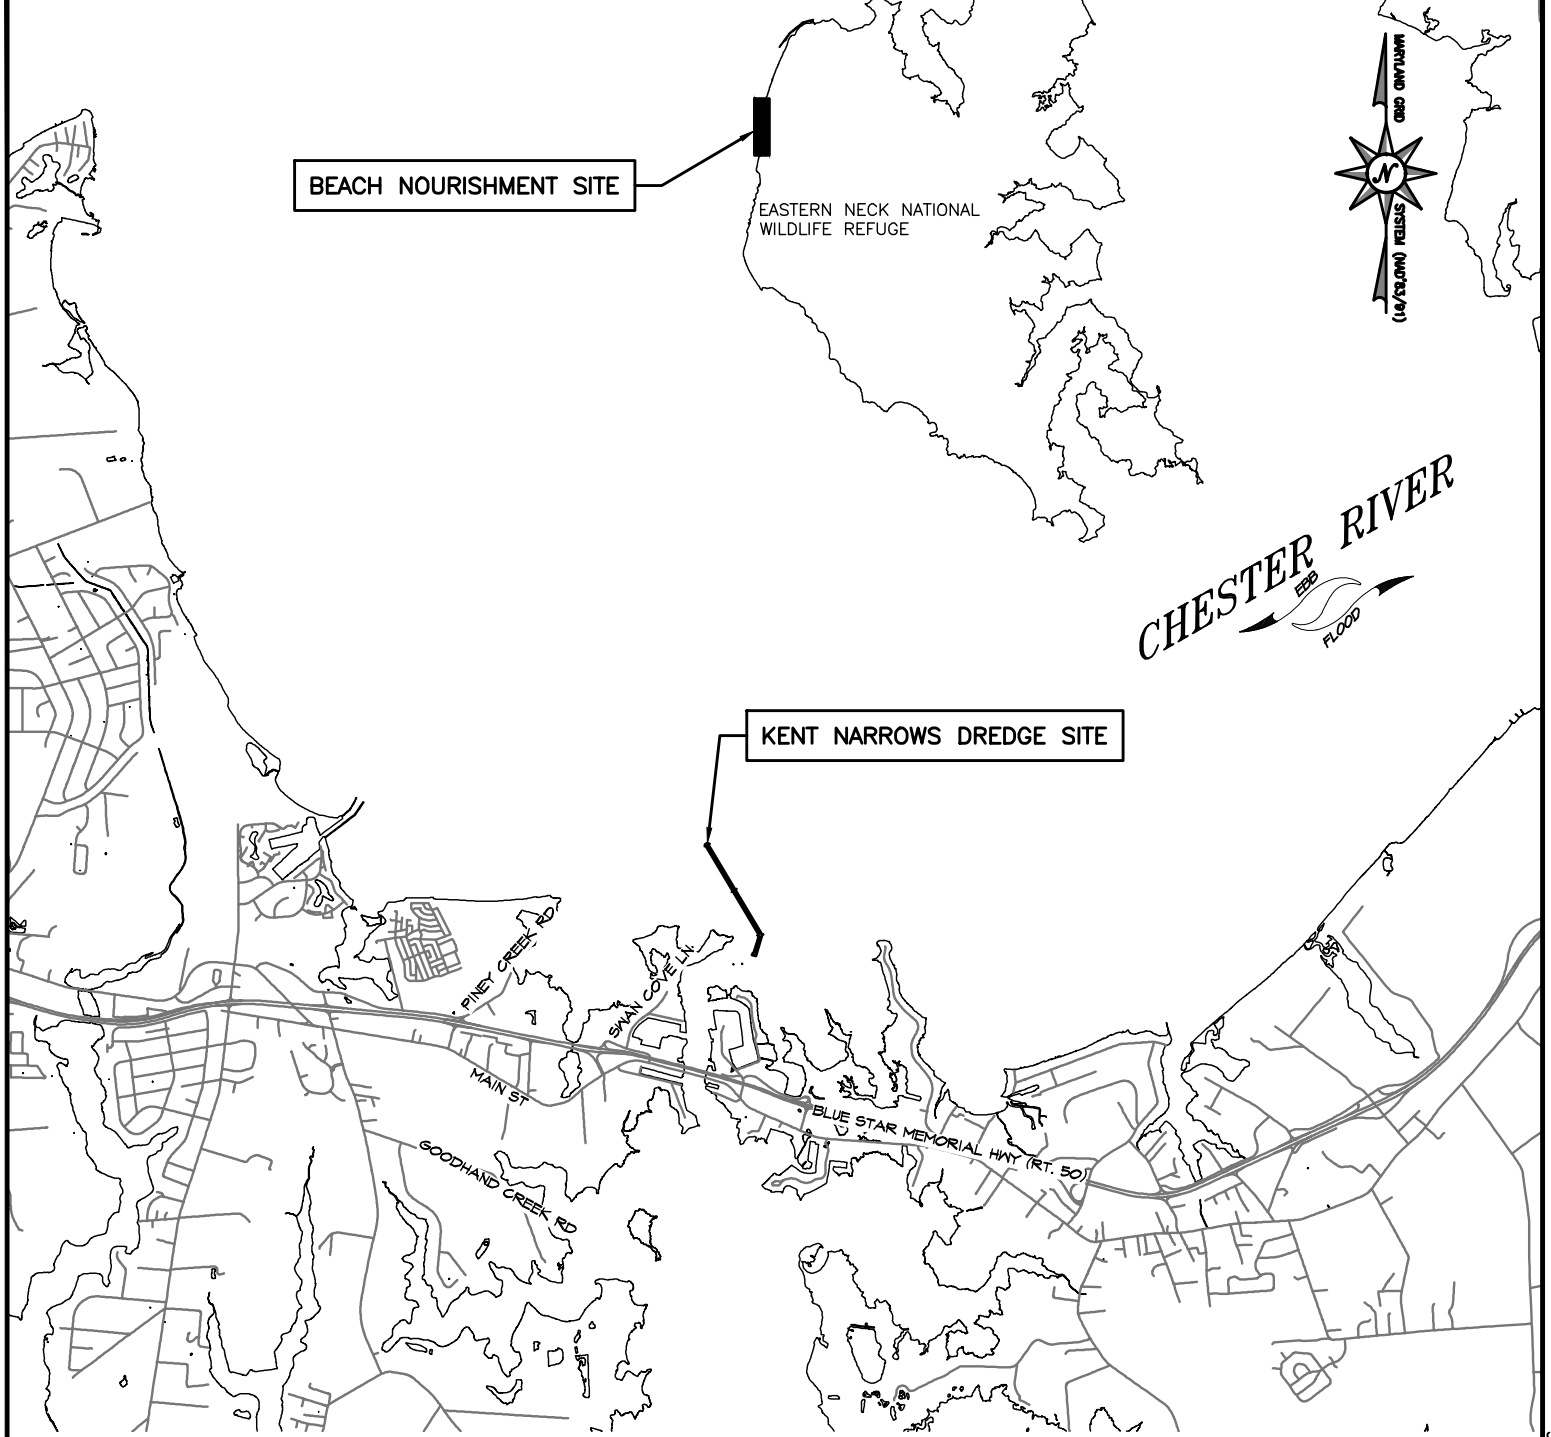 MARYLAND GRID
N
SYSTEM (NAD'83/91)
BEACH NOURISHMENT SITE
EASTERN NECK NATIONAL
WILDLIFE REFUGE
CHESTER RIVER
EBB
FLOOD
KENT NARROWS DREDGE SITE
PINEY CREEK RD
SWAN COVE LN.
MAIN ST
BLUE STAR MEMORIAL HWY (RT. 50)
GOODHAND CREEK RD